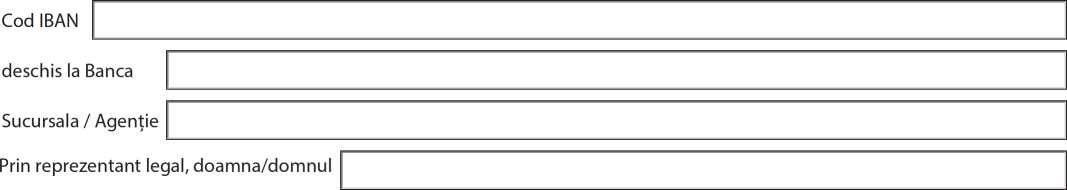 Cod IBAN
deschis la Banca
Sucursala / Agenție
Prin reprezentant legal, doamna/domnul